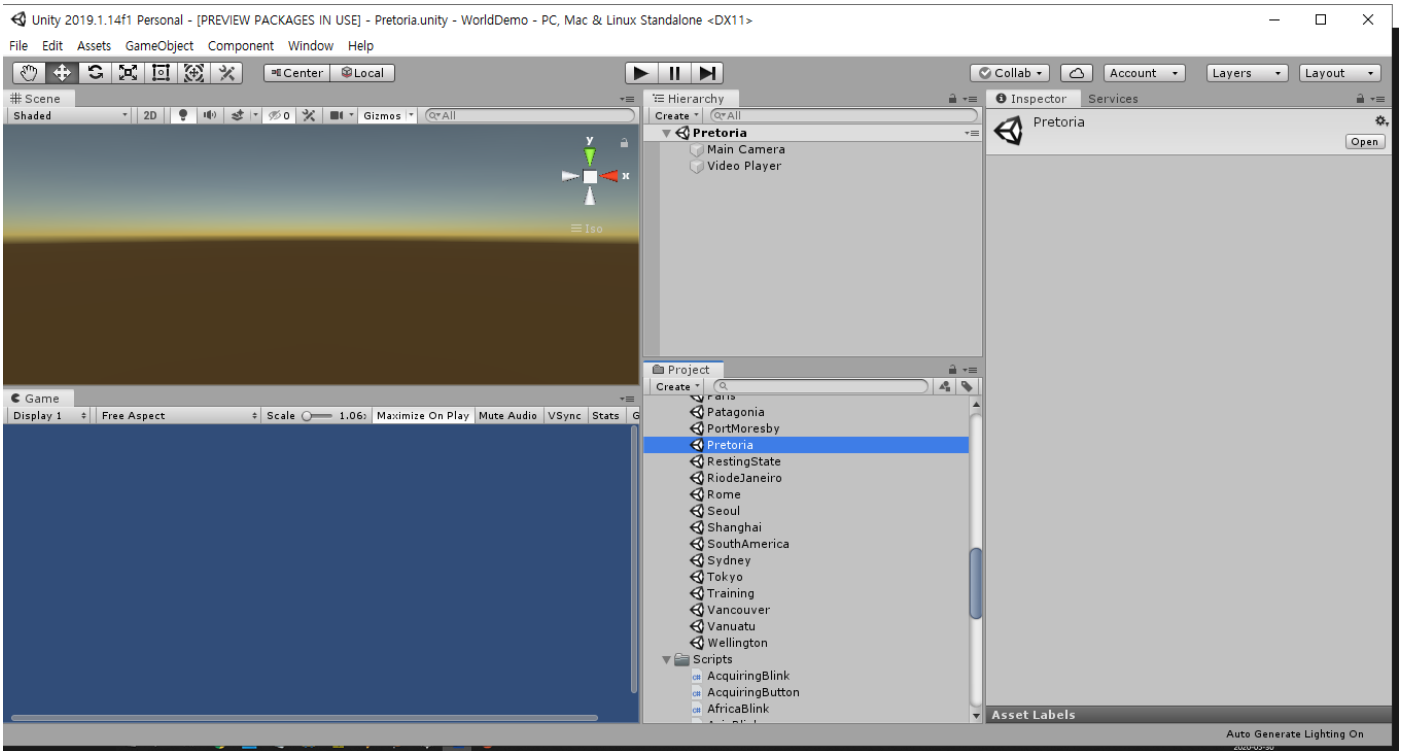 Unity 2019.1.14f1 Personal - [PREVIEW PACKAGES IN USE] - Pretoria.unity - WorldDemo - PC, Mac & Linux Standalone <DX11>
File Edit Assets GameObject Component Window Help
Center Local Collab Account Layers Layout
Scene
Shaded 2D 0 Gizmos All
y
x
Iso
Hierarchy
Create All
Pretoria
Main Camera
Video Player
Inspector Services
Pretoria
Open
Game
Display 1 Free Aspect Scale 1.06 Maximize On Play Mute Audio VSync Stats G
Project
Create
Paris
Patagonia
PortMoresby
Pretoria
RestingState
RiodeJaneiro
Rome
Seoul
Shanghai
SouthAmerica
Sydney
Tokyo
Training
Vancouver
Vanuatu
Wellington
Scripts
AcquiringBlink
AcquiringButton
AfricaBlink
Asset Labels
Auto Generate Lighting On